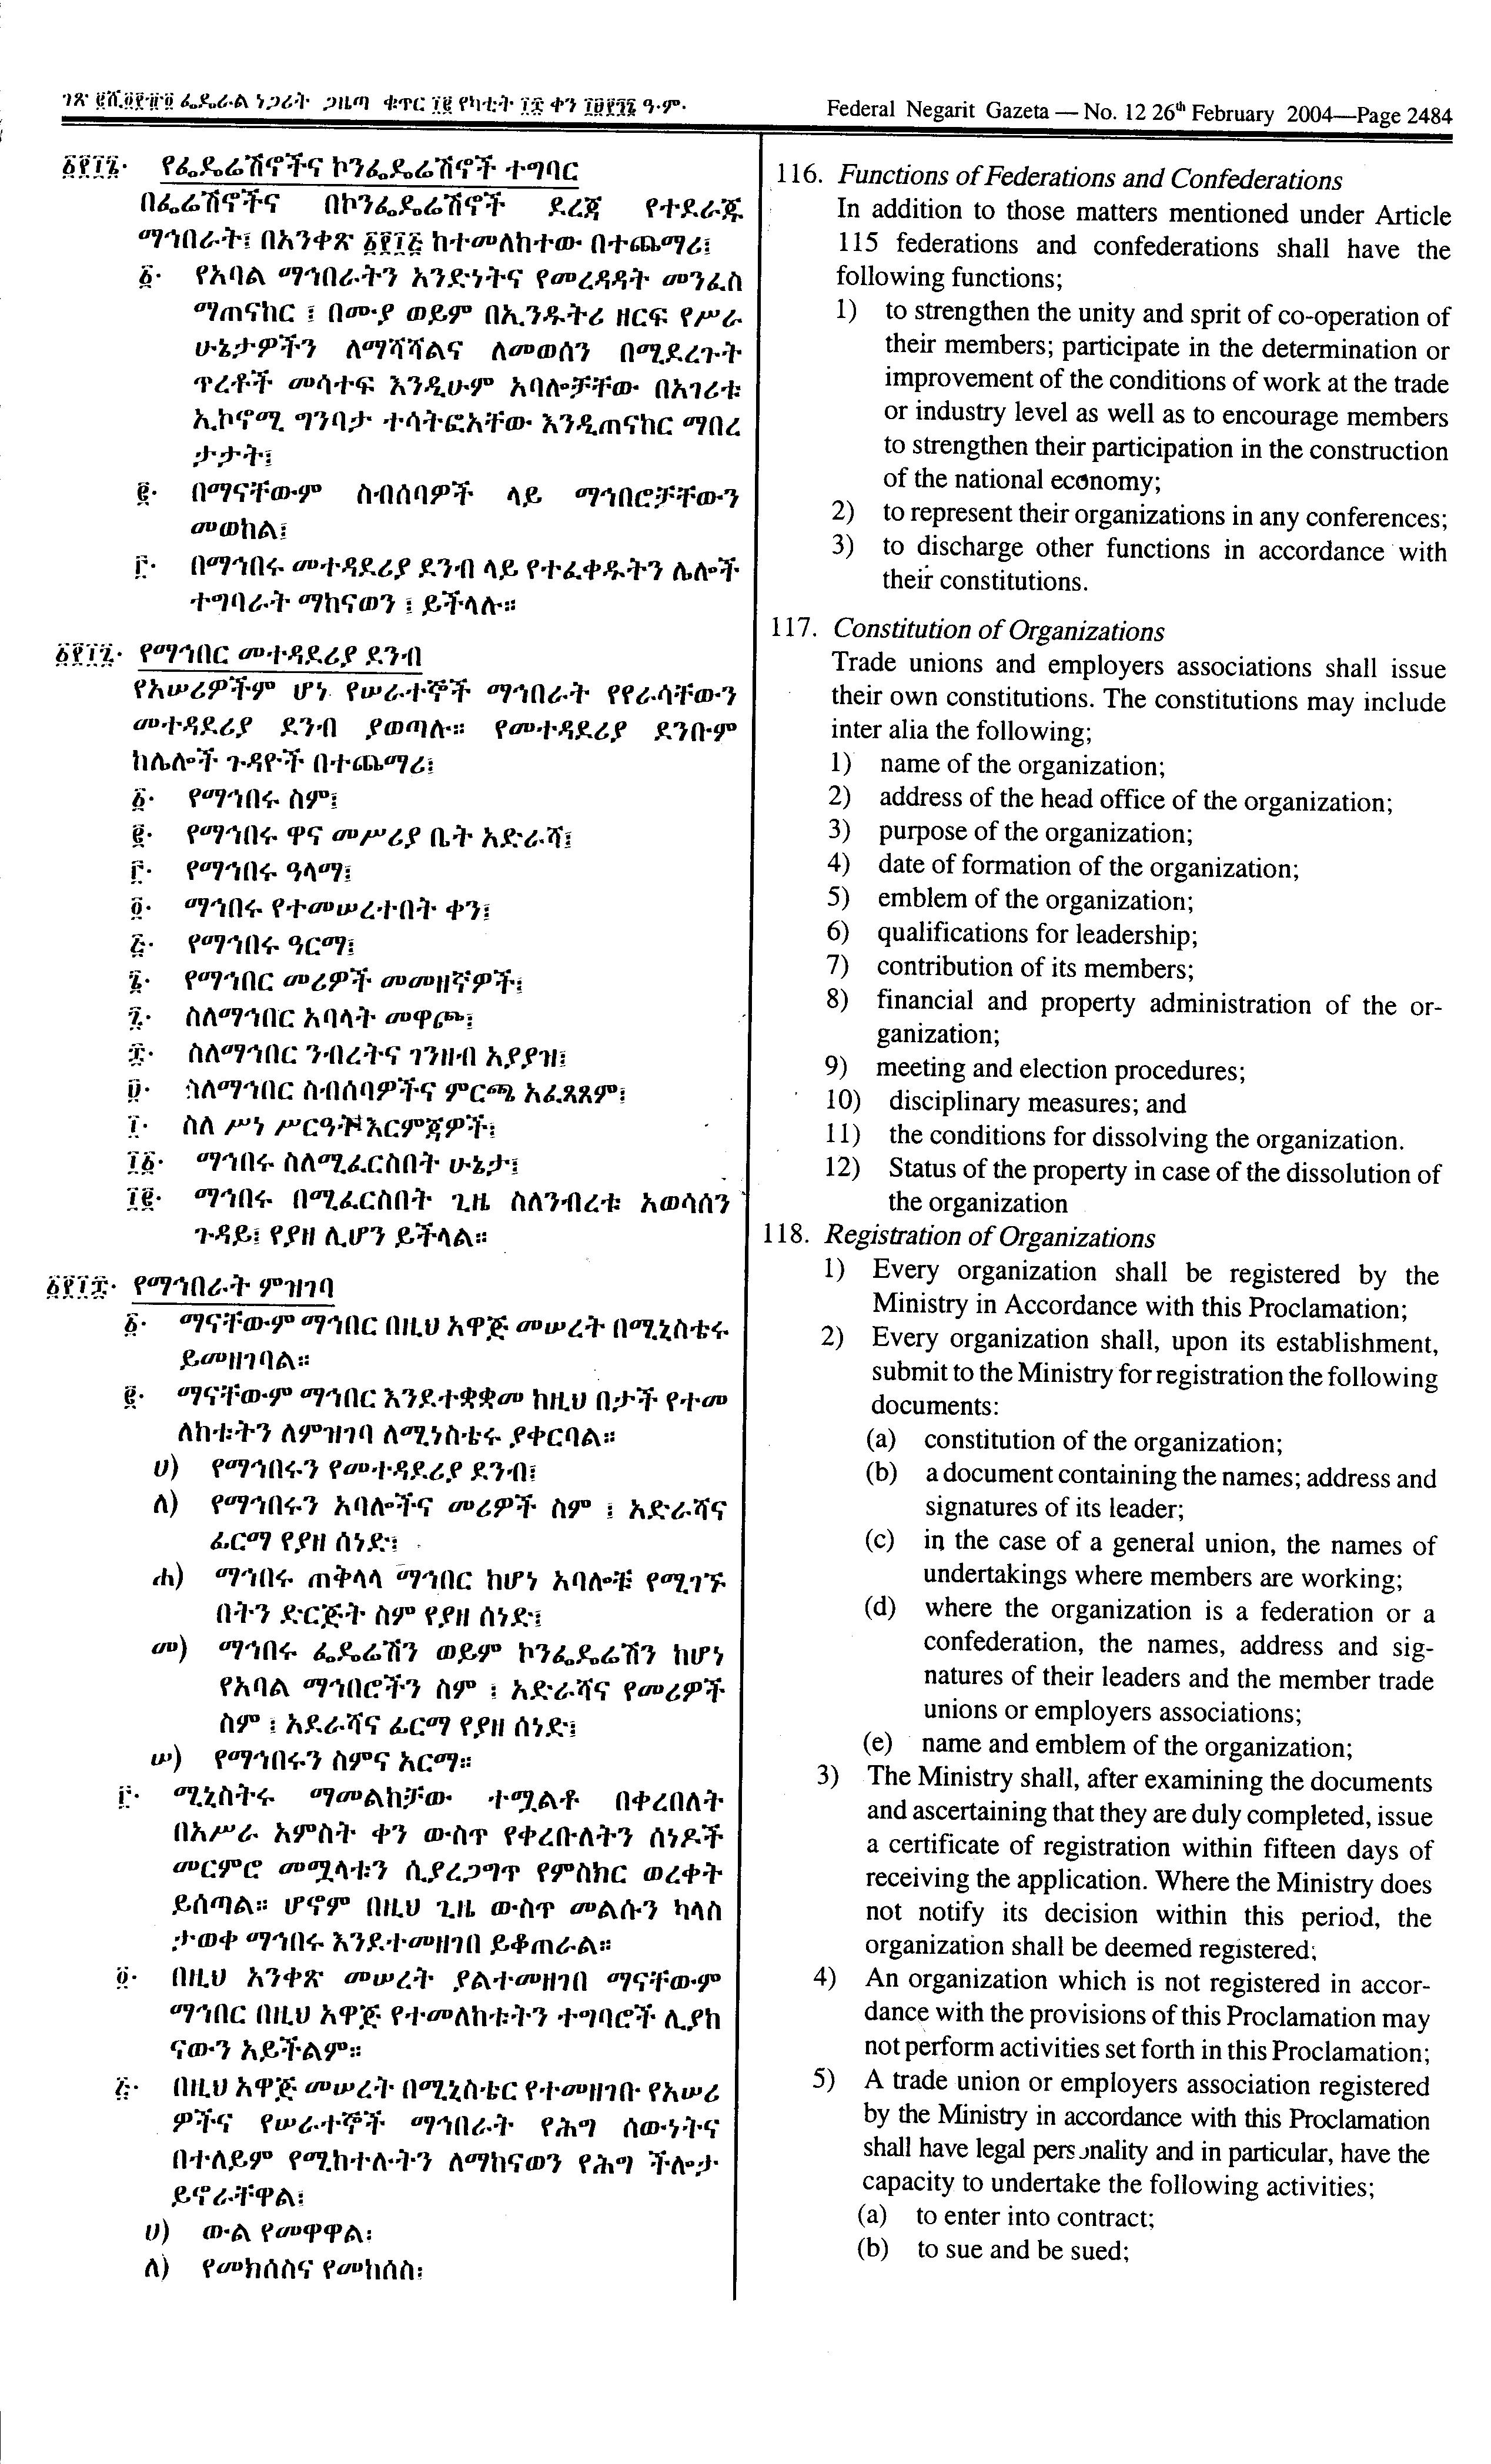 ገጽ ፪ሺ፬፻፹፬ ፌዴራል ነጋሪት ጋዜጣ ቁጥር ፲፪ የካቲት ፲፰ ቀን ፲፱፻፺፮ ዓ·ም·
Federal Negarit Gazeta — No. 12 26th February 2004—Page 2484
፩፻፲፮· የፌዴሬሽኖችና ኮንፌዴሬሽኖች ተግባር
በፌሬሽኖችና በኮንፌዴሬሽኖች ደረጃ የተደራጁ
ማኅበራት፤ በአንቀጽ ፩፻፲፭ ከተመለከተው በተጨማሪ፤
፩· የአባል ማኅበራትን አንድነትና የመረዳዳት መንፈስ
ማጠናከር ፤ በሙያ ወይም በኢንዱትሪ ዘርፍ የሥራ
ሁኔታዎችን ለማሻሻልና ለመወሰን በሚደረጉት
ጥረቶች መሳተፍ እንዲሁም አባሎቻቸው በአገሪቱ
ኢኮኖሚ ግንባታ ተሳትፎአቸው እንዲጠናከር ማበረ
ታታት፤
፪· በማናቸውም ስብሰባዎች ላይ ማኅበሮቻቸውን
መወከል፤
፫· በማኅበሩ መተዳደሪያ ደንብ ላይ የተፈቀዱትን ሌሎች
ተግባራት ማከናወን ፤ ይችላሉ።
፩፻፲፯· የማኅበር መተዳደሪያ ደንብ
የአሠሪዎችም ሆነ የሠራተኞች ማኅበራት የየራሳቸውን
መተዳደሪያ ደንብ ያወጣሉ። የመተዳደሪያ ደንቡም
ከሌሎች ጉዳዮች በተጨማሪ፤
፩· የማኅበሩ ስም፤
፪· የማኅበሩ ዋና መሥሪያ ቤት አድራሻ፤
፫· የማኅበሩ ዓላማ፤
፬· ማኅበሩ የተመሠረተበት ቀን፤
፭· የማኅበሩ ዓርማ፤
፮· የማኅበር መሪዎች መመዘኛዎች፤
፯· ስለማኅበር አባላት መዋጮ፤
፰· ስለማኅበር ንብረትና ገንዘብ አያያዝ፤
፱· ስለማኅበር ስብሰባዎችና ምርጫ አፈጻጸም፤
፲· ስለ ሥነ ሥርዓት እርምጃዎች፤
፲፩· ማኅበሩ ስለሚፈርስበት ሁኔታ፤
፲፪· ማኅበሩ በሚፈርስበት ጊዜ ስለንብረቱ አወሳሰን
ጉዳይ፤ የያዘ ሊሆን ይችላል።
፩፻፲፰· የማኅበራት ምዝገባ
፩· ማናቸውም ማኅበር በዚህ አዋጅ መሠረት በሚኒስቴሩ
ይመዘገባል።
፪· ማናቸውም ማኅበር እንደተቋቋመ ከዚህ በታች የተመ
ለከቱትን ለምዝገባ ለሚነስቴሩ ያቀርባል።
ሀ) የማኅበሩን የመተዳደሪያ ደንብ፤
ለ) የማኅበሩን አባሎችና መሪዎች ስም ፤ አድራሻና
ፊርማ የያዘ ሰነድ፤
ሐ) ማኅበሩ ጠቅላላ ማኅበር ከሆነ አባሎቹ የሚገኙ
በትን ድርጅት ስም የያዘ ሰነድ፤
መ) ማኅበሩ ፌዴሬሽን ወይም ኮንፌዴሬሽን ከሆነ
የአባል ማኅበሮችን ስም ፤ አድራሻና የመሪዎች
ስም ፤ አደራሻና ፊርማ የያዘ ሰነድ፤
ሠ) የማኅበሩን ስምና አርማ።
፫· ሚኒስትሩ ማመልከቻው ተሟልቶ በቀረበለት
በአሥራ አምስት ቀን ውስጥ የቀረቡለትን ሰነዶች
መርምሮ መሟላቱን ሲያረጋግጥ የምስክር ወረቀት
ይሰጣል። ሆኖም በዚህ ጊዜ ውስጥ መልሱን ካላስ
ታወቀ ማኅበሩ እንደተመዘገበ ይቆጠራል።
፬· በዚህ አንቀጽ መሠረት ያልተመዘገበ ማናቸውም
ማኅበር በዚህ አዋጅ የተመለከቱትን ተግባሮች ሊያከ
ናውን አይችልም።
፭· በዚህ አዋጅ መሠረት በሚኒስቴር የተመዘገቡ የአሠሪ
ዎችና የሠራተኞች ማኅበራት የሕግ ሰውነትና
በተለይም የሚከተሉትን ለማከናወን የሕግ ችሎታ
ይኖራቸዋል፤
ሀ) ውል የመዋዋል፡
ለ) የመክሰስና የመከሰስ፡
116. Functions of Federations and Confederations
In addition to those matters mentioned under Article
115 federations and confederations shall have the
following functions;
1) to strengthen the unity and sprit of co-operation of
their members; participate in the determination or
improvement of the conditions of work at the trade
or industry level as well as to encourage members
to strengthen their participation in the construction
of the national economy;
2) to represent their organizations in any conferences;
3) to discharge other functions in accordance with
their constitutions.
117. Constitution of Organizations
Trade unions and employers associations shall issue
their own constitutions. The constitutions may include
inter alia the following;
1) name of the organization;
2) address of the head office of the organization;
3) purpose of the organization;
4) date of formation of the organization;
5) emblem of the organization;
6) qualifications for leadership;
7) contribution of its members;
8) financial and property administration of the or-
ganization;
9) meeting and election procedures;
10) disciplinary measures; and
11) the conditions for dissolving the organization.
12) Status of the property in case of the dissolution of
the organization
118. Registration of Organizations
1) Every organization shall be registered by the
Ministry in Accordance with this Proclamation;
2) Every organization shall, upon its establishment,
submit to the Ministry for registration the following
documents:
(a) constitution of the organization;
(b) a document containing the names; address and
signatures of its leader;
(c) in the case of a general union, the names of
undertakings where members are working;
(d) where the organization is a federation or a
confederation, the names, address and sig-
natures of their leaders and the member trade
unions or employers associations;
(e) name and emblem of the organization;
3) The Ministry shall, after examining the documents
and ascertaining that they are duly completed, issue
a certificate of registration within fifteen days of
receiving the application. Where the Ministry does
not notify its decision within this period, the
organization shall be deemed registered;
4) An organization which is not registered in accor-
dance with the provisions of this Proclamation may
not perform activities set forth in this Proclamation;
5) A trade union or employers association registered
by the Ministry in accordance with this Proclamation
shall have legal personality and in particular, have the
capacity to undertake the following activities;
(a) to enter into contract;
(b) to sue and be sued;